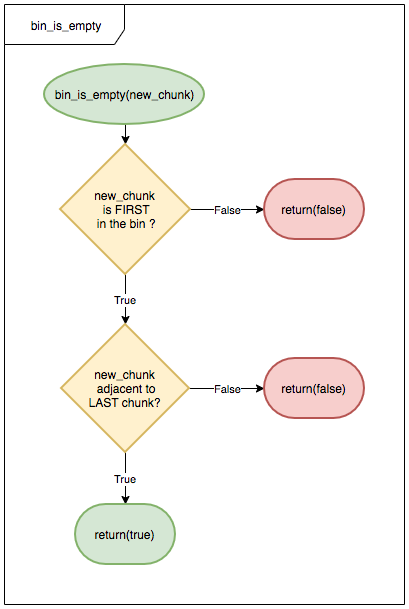 bin_is_empty
bin_is_empty(new_chunk)
new_chunk
is FIRST
in the bin ?
False
return(false)
True
new_chunk
adjacent to
LAST chunk?
False
return(false)
True
return(true)